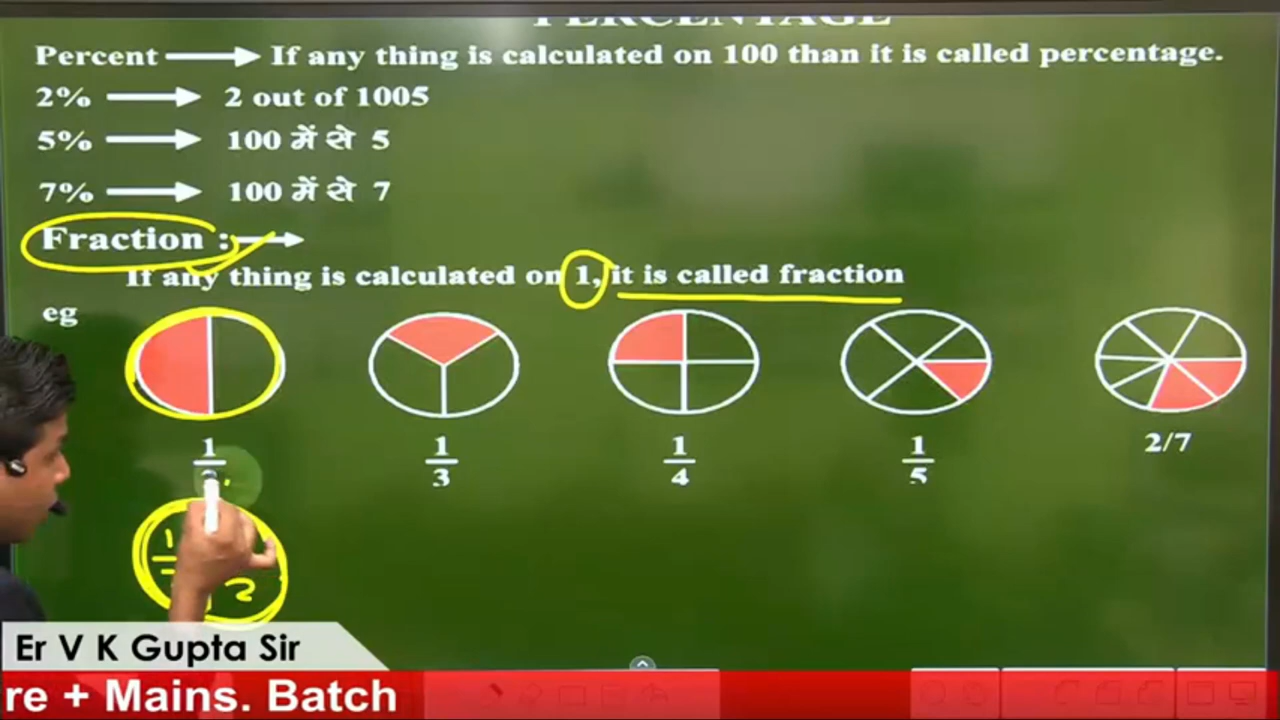 PERCENTAGE
Percent → If any thing is calculated on 100 than it is called percentage.
2% → 2 out of 1005
5% → 100 में से 5
7% → 100 में से 7
Fraction :→
If any thing is calculated on 1, it is called fraction
eg
1/3 1/4 1/5 2/7
Er V K Gupta Sir
re + Mains. Batch